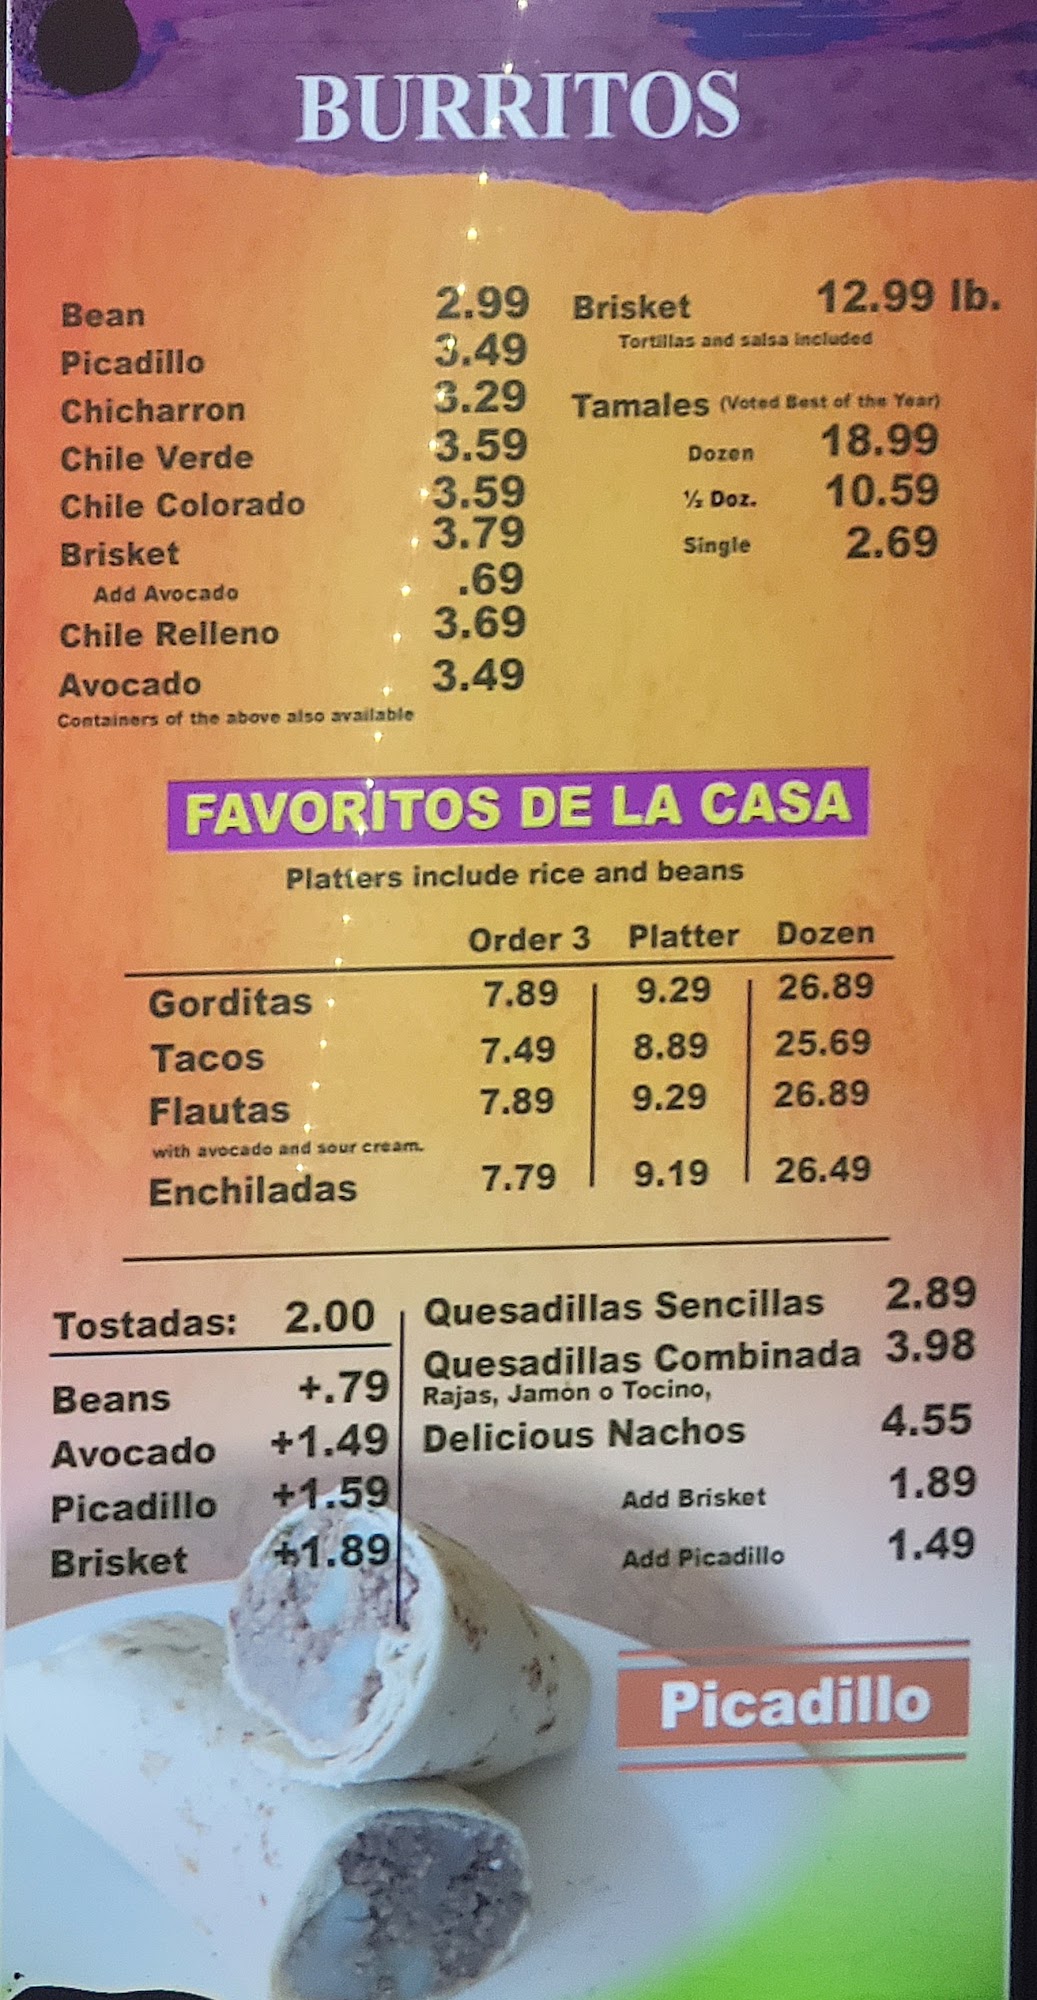 BURRITOS
Bean 2.99
Picadillo 3.49
Chicharron 3.29
Chile Verde 3.59
Chile Colorado 3.59
Brisket 3.79
Add Avocado .69
Chile Relleno 3.69
Avocado 3.49
Containers of the above also available
Brisket 12.99 lb.
Tortillas and salsa included
Tamales (Voted Best of the Year)
Dozen 18.99
½ Doz. 10.59
Single 2.69
FAVORITOS DE LA CASA
Platters include rice and beans
Order 3 Platter Dozen
Gorditas 7.89 9.29 26.89
Tacos 7.49 8.89 25.69
Flautas 7.89 9.29 26.89
with avocado and sour cream.
Enchiladas 7.79 9.19 26.49
Tostadas: 2.00
Beans +.79
Avocado +1.49
Picadillo +1.59
Brisket +1.89
Quesadillas Sencillas 2.89
Quesadillas Combinada 3.98
Rajas, Jamón o Tocino,
Delicious Nachos 4.55
Add Brisket 1.89
Add Picadillo 1.49
Picadillo